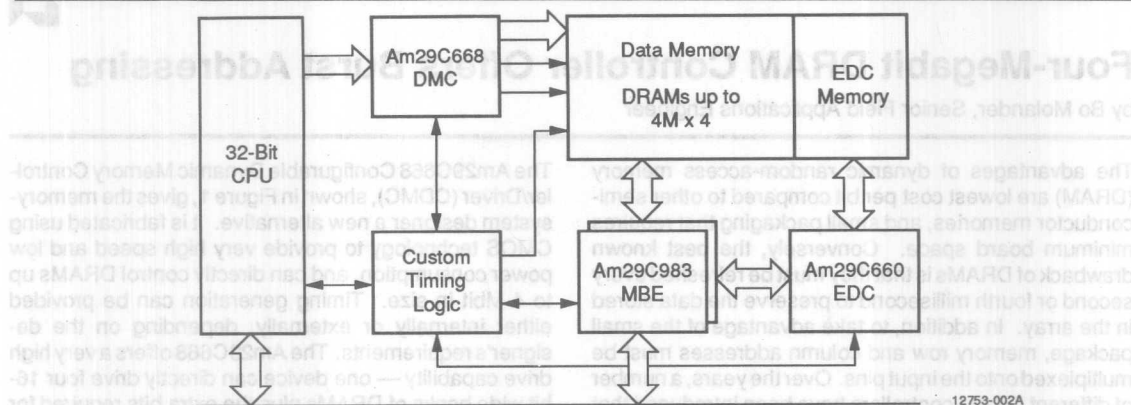 Four-Megabit DRAM Controller Offers Burst Addressing
by Bo Molander, Senior Field Applications Engineer
The advantages of dynamic random-access memory
(DRAM) are lowest cost per bit compared to other semi-
conductor memories, and small packaging that requires
minimum board space. Conversely, the best known
drawback of DRAMs is that
second or fourth millisecond to preserve the data stored
in the array. In addition, to take advantage of the small
package, memory row and column addresses must be
multiplexed onto the input pins. Over the years, a number
The Am29C668 Configurable Dynamic Memory Control-
ler/Driver (CDMC), shown in Figure 1, gives the memory-
system designer a new alternative. It is fabricated using
CMOS technology to provide very high speed and low
power consumption, and can directly control DRAMs up
to 4 Mbit in size. Timing generation can be provided
either internally or externally, depending on the de-
signer's requirements. The Am29C668 offers a very high
drive capability — one device can directly drive four 16-
32-Bit
CPU
Am29C668
DMC
Data Memory
DRAMs up to
4M x 4
EDC
Memory
Custom
Timing
Logic
Am29C983
MBE
Am29C660
EDC
12753-002A